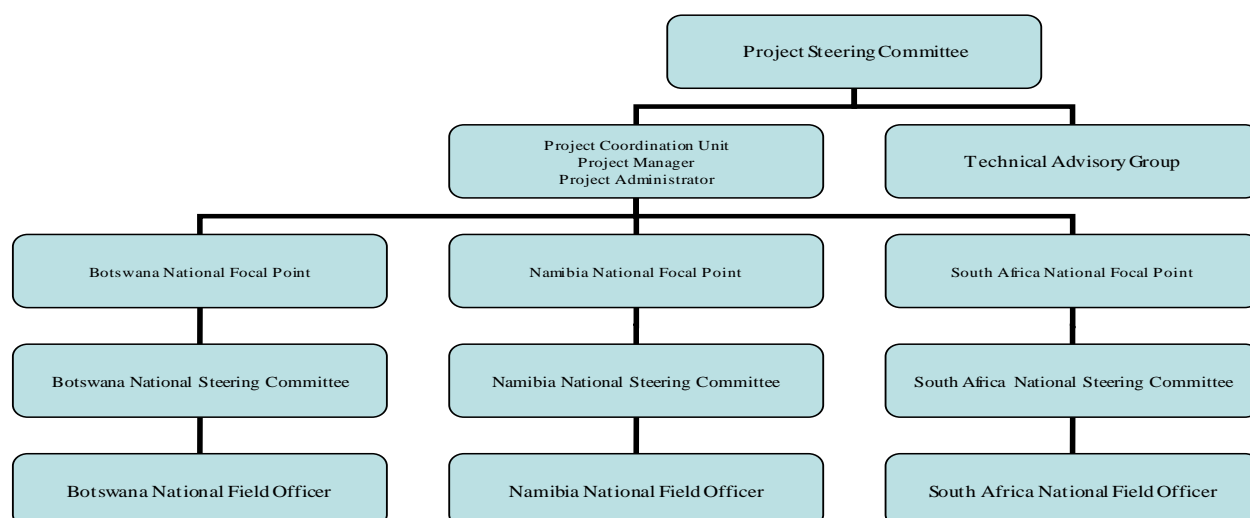 Project Steering Committee
Project Coordination Unit
Project Manager
Project Administrator
Technical Advisory Group
Botswana National Focal Point
Namibia National Focal Point
South Africa National Focal Point
Botswana National Steering Committee
Namibia National Steering Committee
South Africa National Steering Committee
Botswana National Field Officer
Namibia National Field Officer
South Africa National Field Officer